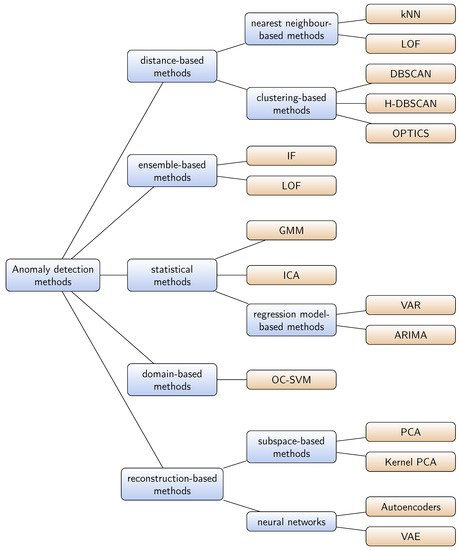 nearest neighbour-
based methods
kNN
LOF
distance-based
methods
DBSCAN
clustering-based
methods
H-DBSCAN
OPTICS
ensemble-based
methods
IF
LOF
GMM
Anomaly detection
methods
statistical
methods
ICA
regression model-
based methods
VAR
ARIMA
domain-based
methods
OC-SVM
subspace-based
methods
PCA
Kernel PCA
reconstruction-based
methods
neural networks
Autoencoders
VAE